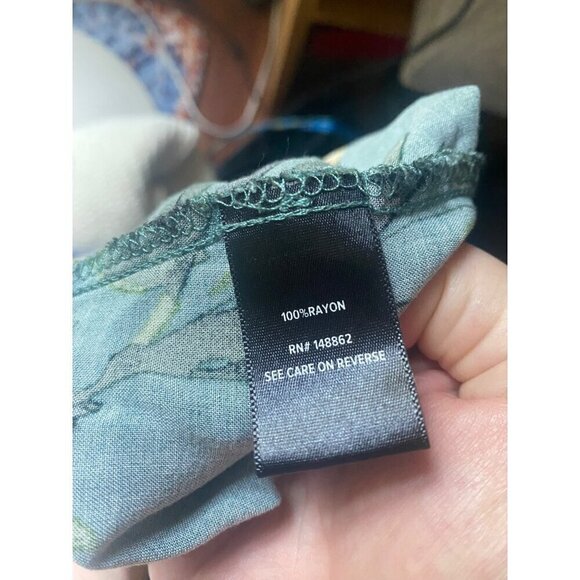 100%RAYON
RN# 148862
SEE CARE ON REVERSE